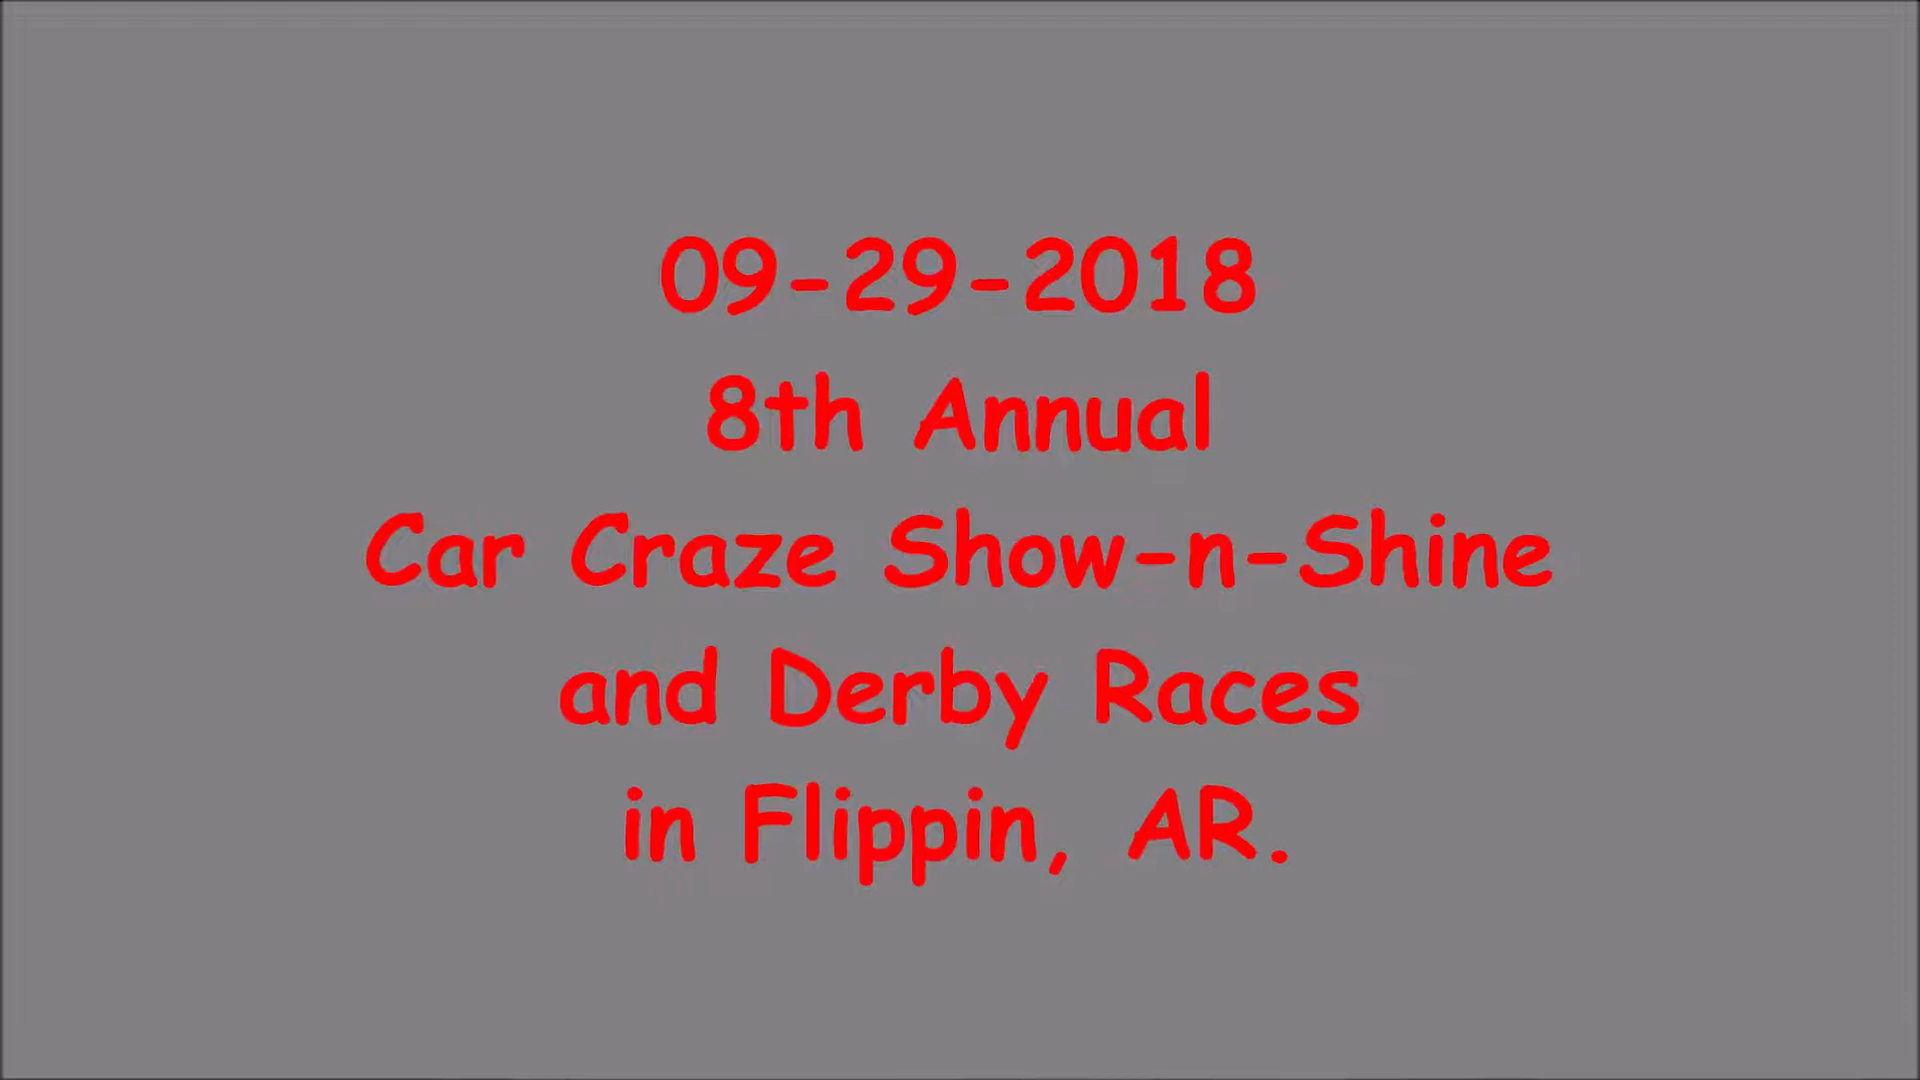 09-29-2018
8th Annual
Car Craze Show-n-Shine
and Derby Races
in Flippin, AR.